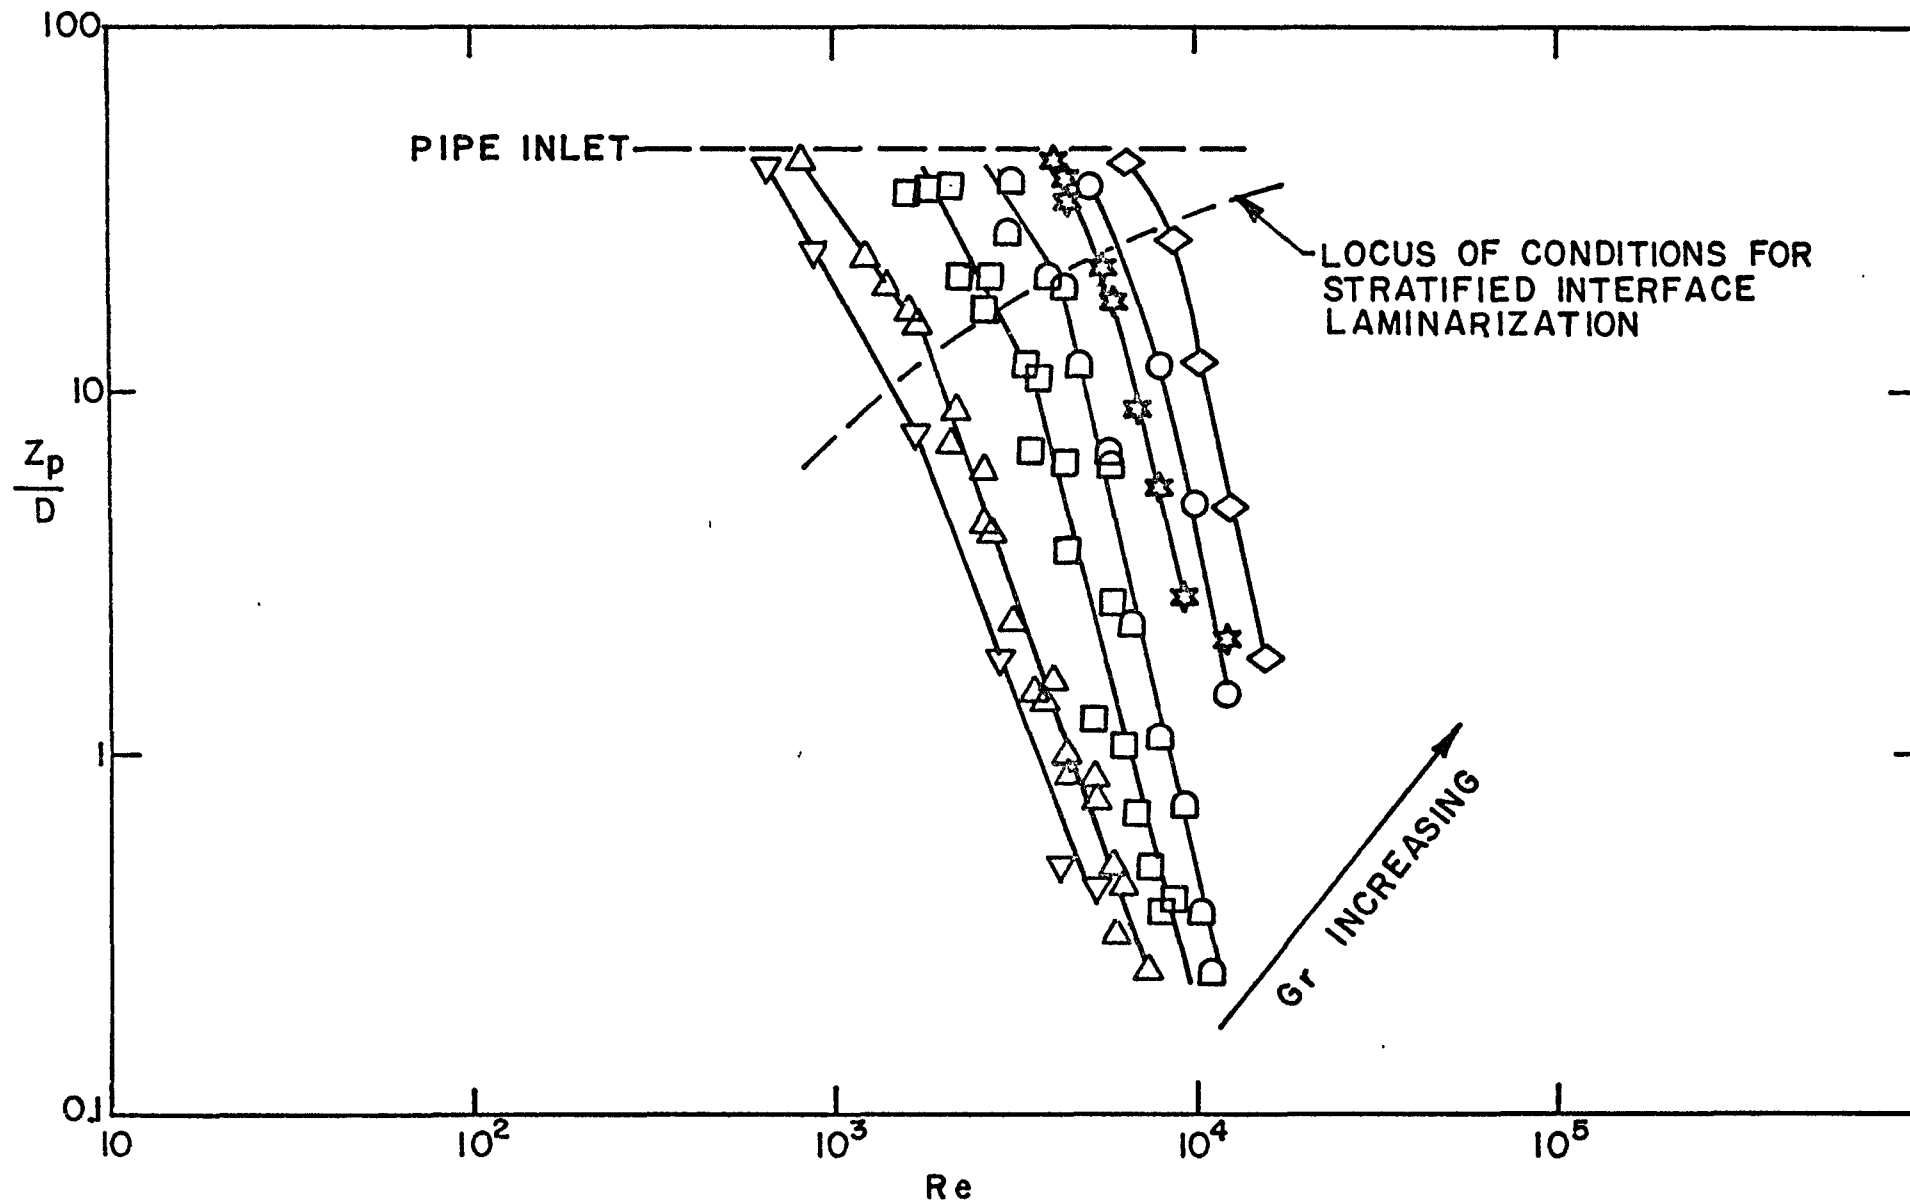 100
PIPE INLET
LOCUS OF CONDITIONS FOR
STRATIFIED INTERFACE
LAMINARIZATION
10
Zp
D
1
Gr INCREASING
0.1
10
10²
10³
10⁴
10⁵
Re